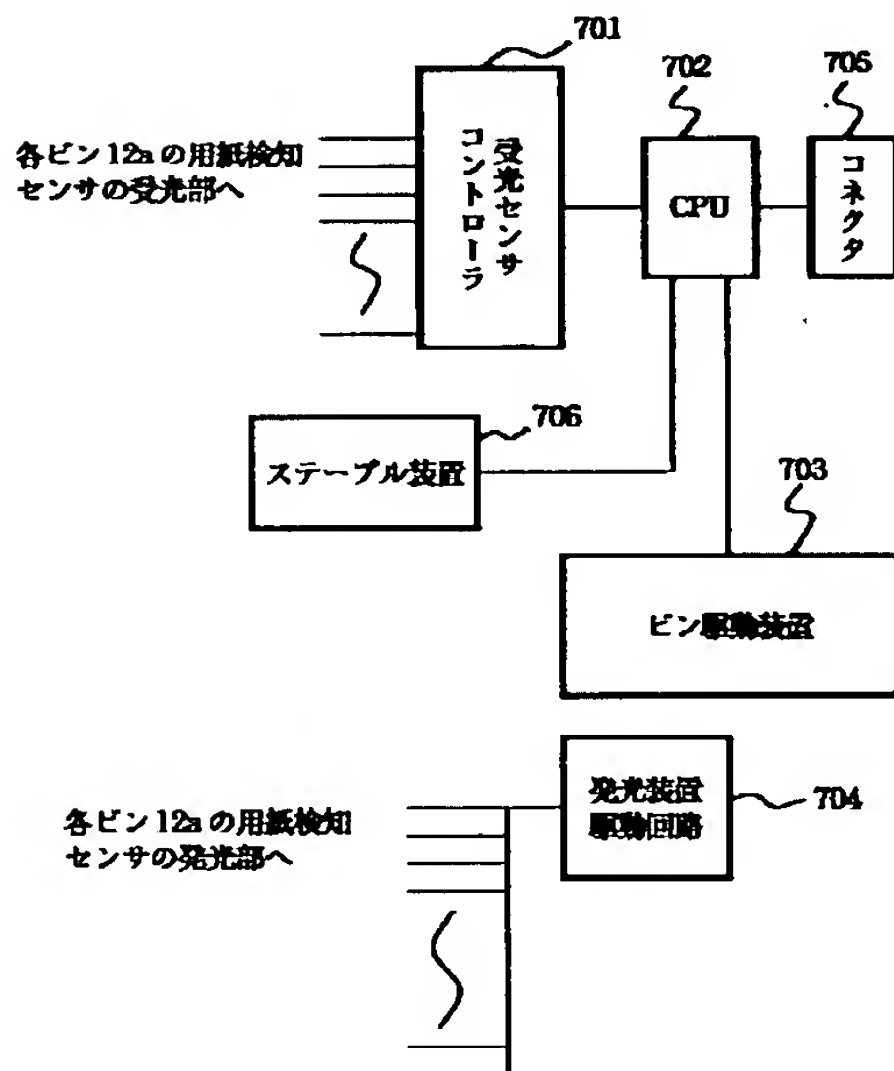 701
702
705
各ビン12aの用紙検知
センサの受光部へ
受光センサ
コントローラ
CPU
コネクタ
706
ステープル装置
703
ビン駆動装置
発光装置
駆動回路
704
各ビン12aの用紙検知
センサの発光部へ